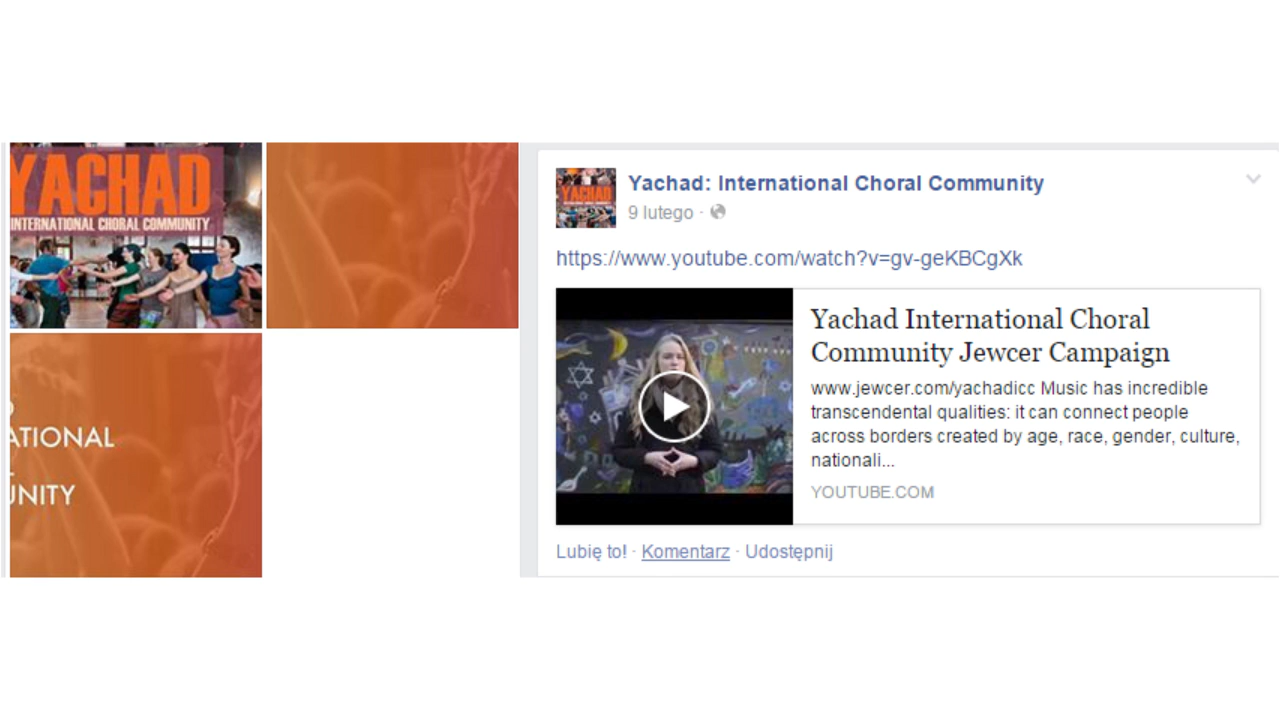 YACHAD
INTERNATIONAL CHORAL COMMUNITY
ATIONAL
UNITY
YACHAD
Yachad: International Choral Community
9 lutego ·
https://www.youtube.com/watch?v=gv-geKBCgXk
Yachad International Choral
Community Jewcer Campaign
www.jewcer.com/yachadicc Music has incredible
transcendental qualities: it can connect people
across borders created by age, race, gender, culture,
nationali...
YOUTUBE.COM
Lubię to! · Komentarz · Udostępnij